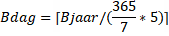 Bdag = ⌈Bjaar/(365/7 * 5)⌉